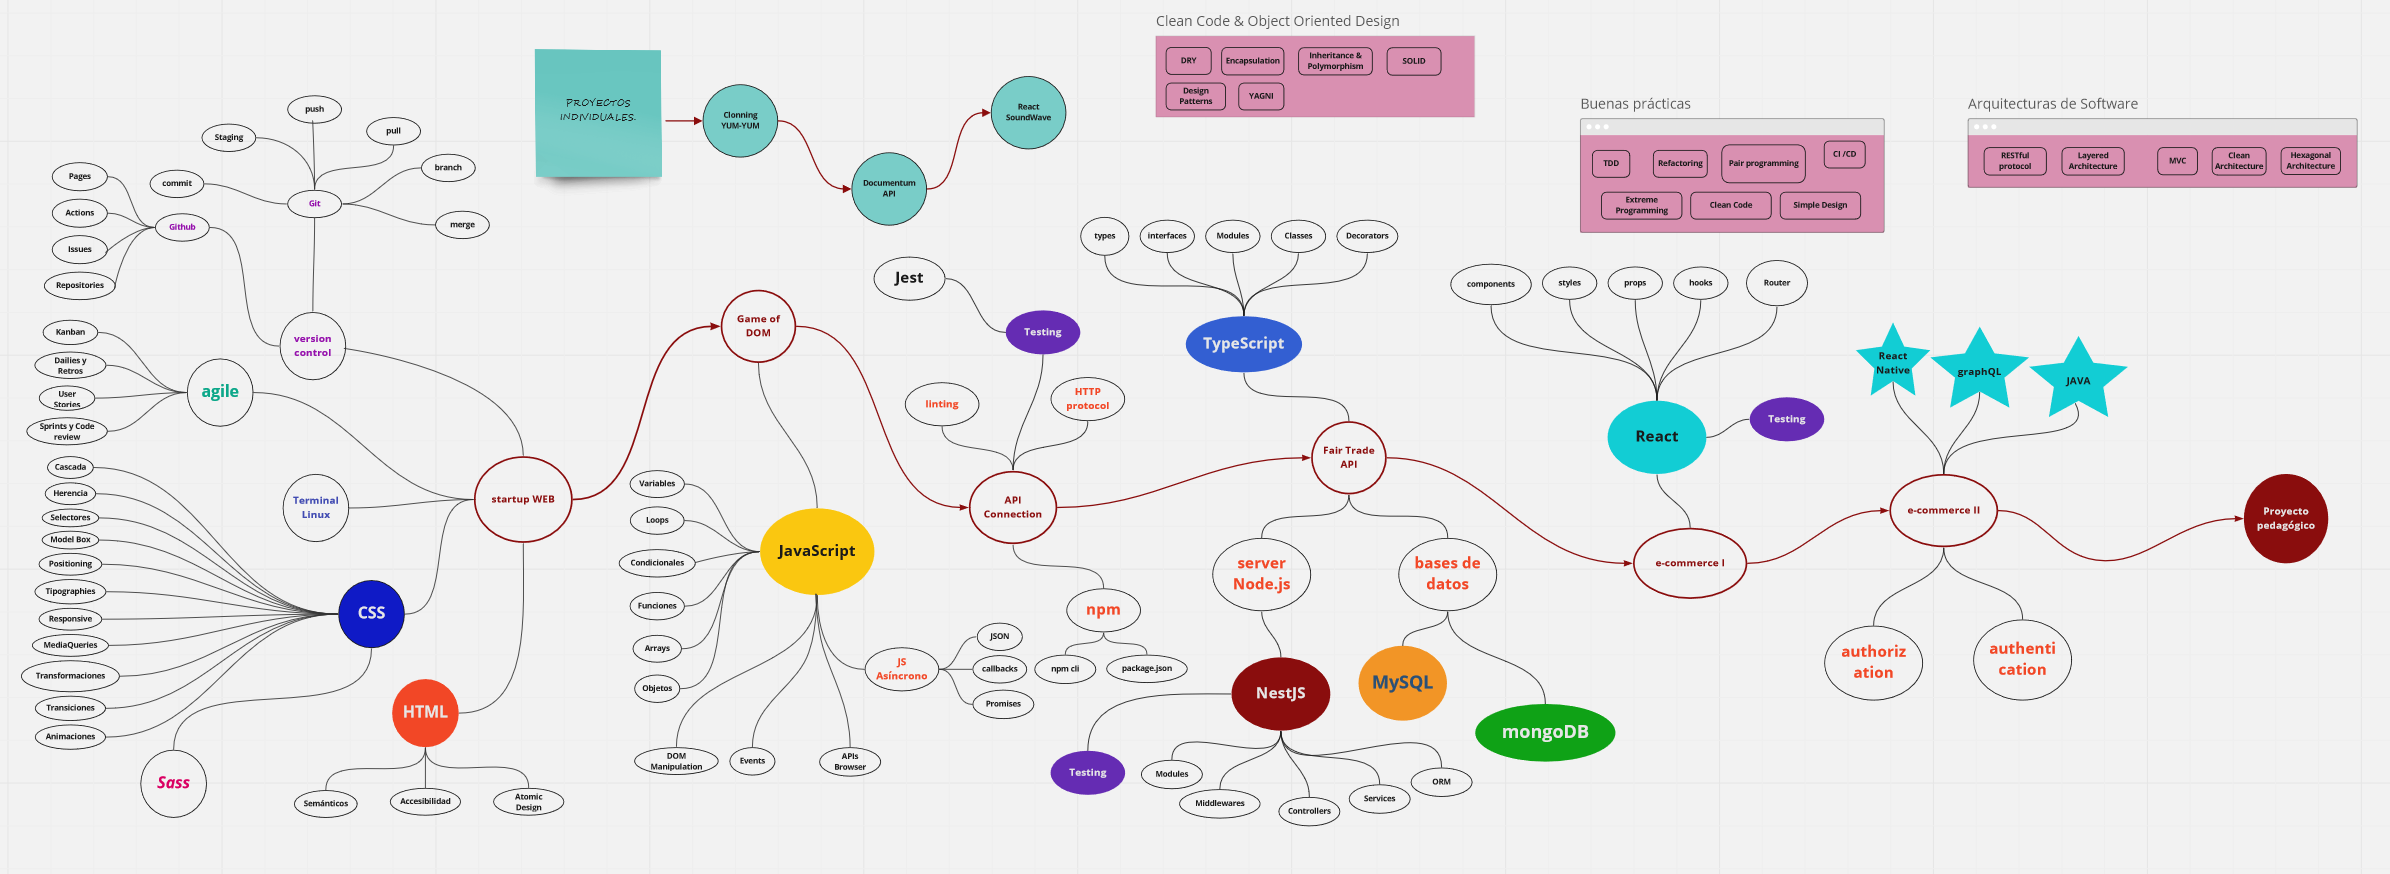 Clean Code & Object Oriented Design
DRY
Encapsulation
Inheritance &
Polymorphism
SOLID
Design
Patterns
YAGNI
Buenas prácticas
TDD
Refactoring
Pair programming
CI /CD
Extreme
Programming
Clean Code
Simple Design
Arquitecturas de Software
RESTful
protocol
Layered
Architecture
MVC
Clean
Architecture
Hexagonal
Architecture
PROYECTOS
INDIVIDUALES.
Clonning
YUM-YUM
Documentum
API
React
SoundWave
push
Staging
pull
commit
branch
Git
merge
Pages
Actions
Github
Issues
Repositories
version
control
Kanban
Dailies y
Retros
User
Stories
Sprints y Code
review
agile
Terminal
Linux
startup WEB
Cascada
Herencia
Selectores
Model Box
Positioning
Tipographies
Responsive
MediaQueries
Transformaciones
Transiciones
Animaciones
CSS
Sass
HTML
Semánticos
Accesibilidad
Atomic
Design
Game of
DOM
Variables
Loops
Condicionales
Funciones
Arrays
Objetos
JavaScript
DOM
Manipulation
Events
APIs
Browser
JS
Asíncrono
JSON
callbacks
Promises
Jest
Testing
linting
HTTP
protocol
API
Connection
npm
npm cli
package.json
types
interfaces
Modules
Classes
Decorators
TypeScript
Fair Trade
API
server
Node.js
bases de
datos
NestJS
MySQL
mongoDB
Testing
Modules
Middlewares
Controllers
Services
ORM
components
styles
props
hooks
Router
React
Testing
e-commerce I
React
Native
graphQL
JAVA
e-commerce II
authoriz
ation
authenti
cation
Proyecto
pedagógico